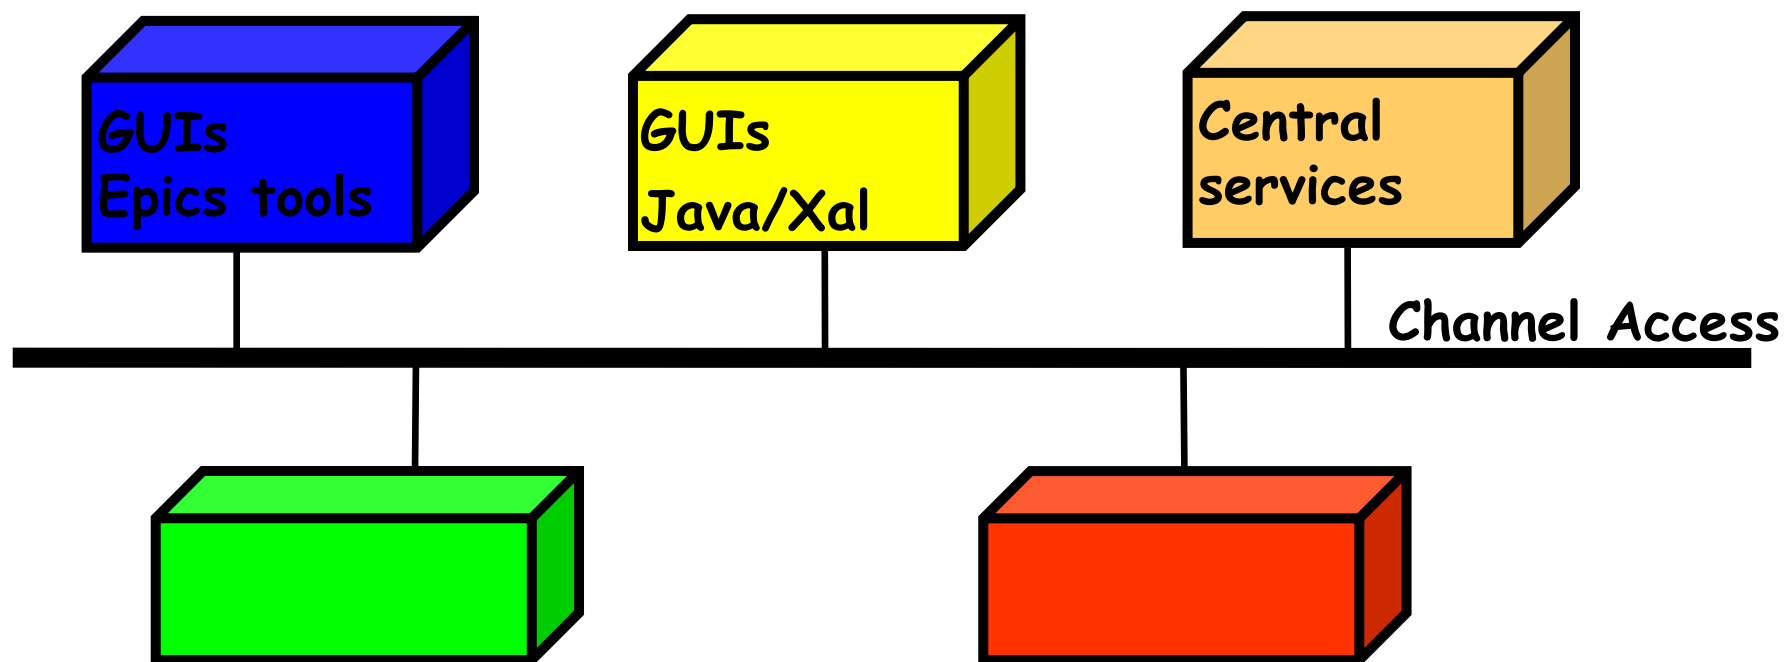 GUIs
Epics tools
GUIs
Java/Xal
Central
services
Channel Access